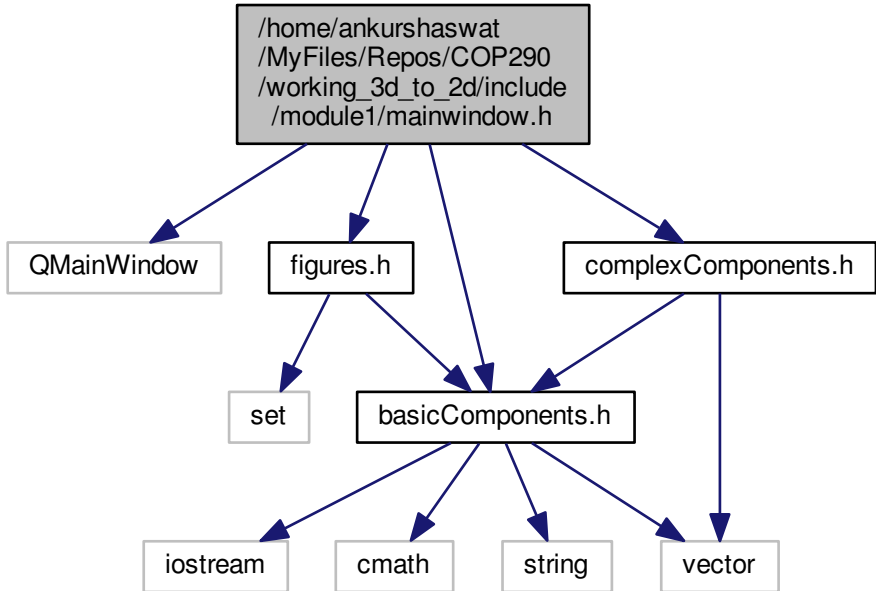 /home/ankurshaswat
/MyFiles/Repos/COP290
/working_3d_to_2d/include
/module1/mainwindow.h
QMainWindow
figures.h
complexComponents.h
set
basicComponents.h
iostream
cmath
string
vector